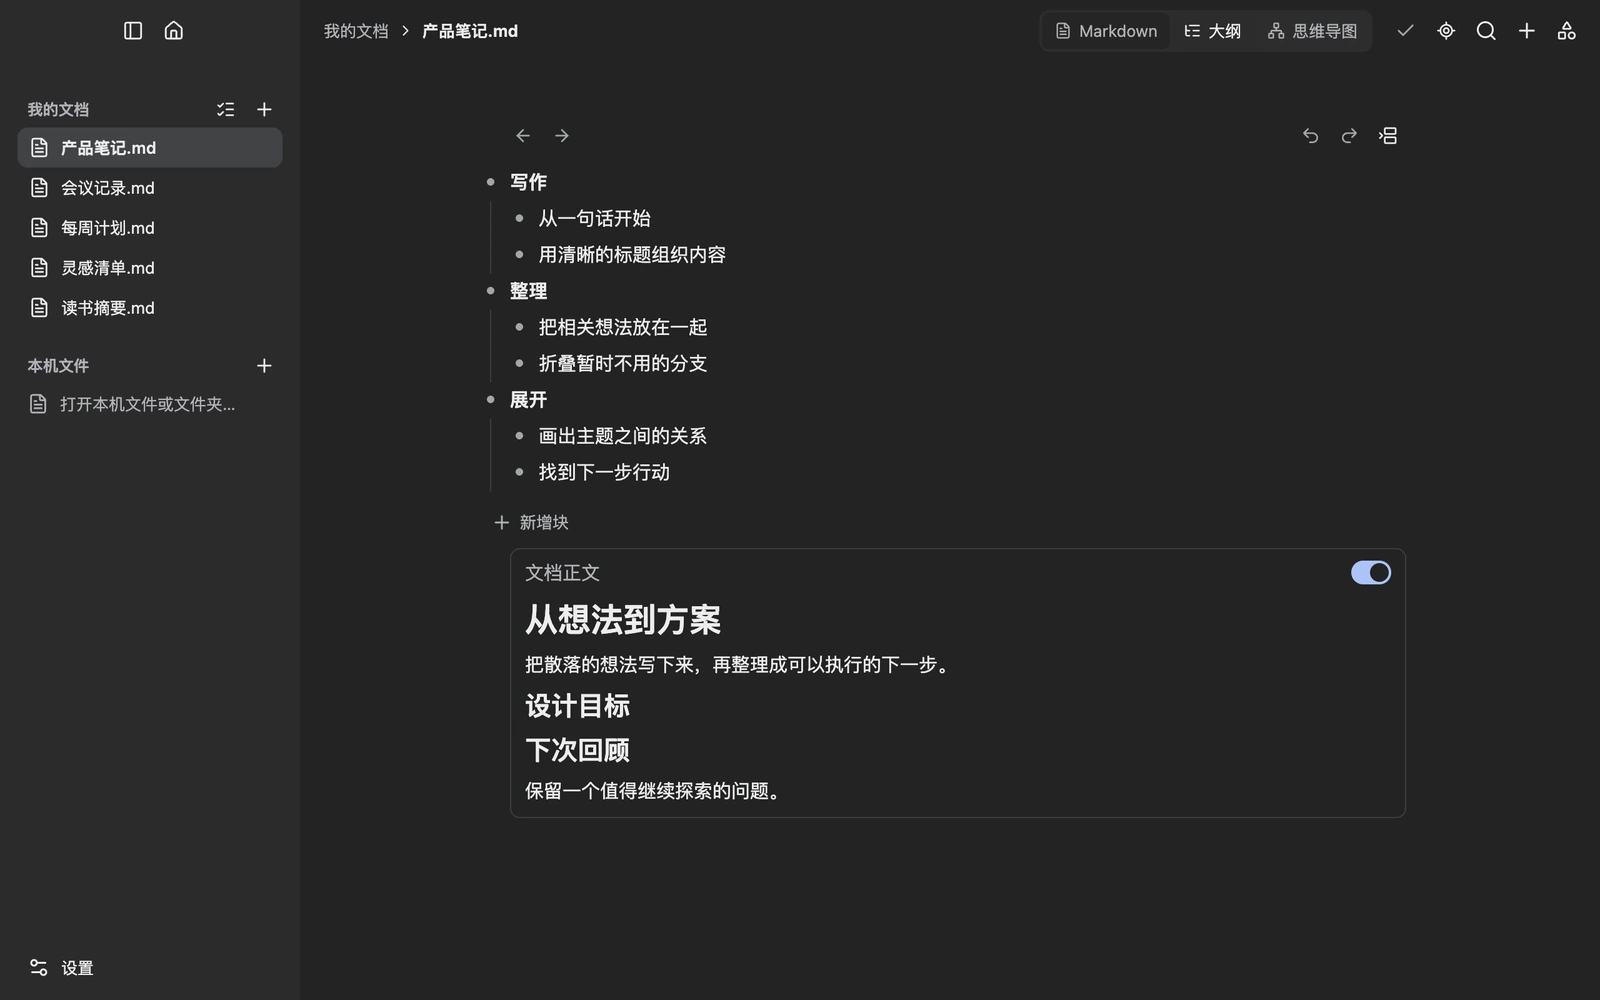 我的文档 > 产品笔记.md
Markdown 大纲 思维导图
我的文档
产品笔记.md
会议记录.md
每周计划.md
灵感清单.md
读书摘要.md
本机文件
打开本机文件或文件夹...
设置
写作
从一句话开始
用清晰的标题组织内容
整理
把相关想法放在一起
折叠暂时不用的分支
展开
画出主题之间的关系
找到下一步行动
新增块
文档正文
从想法到方案
把散落的想法写下来，再整理成可以执行的下一步。
设计目标
下次回顾
保留一个值得继续探索的问题。